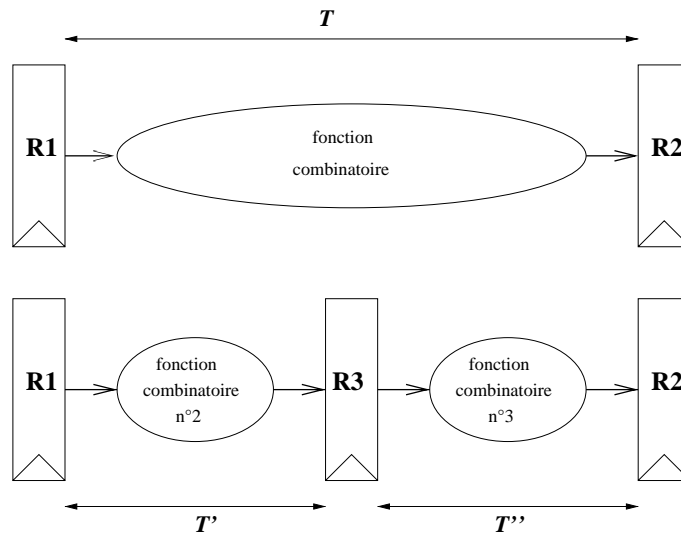 T
R1
fonction
combinatoire
R2
R1
fonction
combinatoire
n°2
R3
fonction
combinatoire
n°3
R2
T'
T''